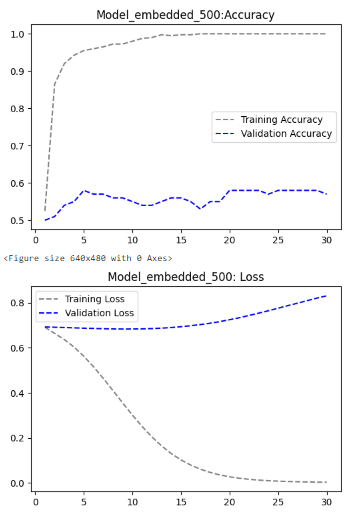 Model_embedded_500:Accuracy
1.0
0.9
0.8
0.7
0.6
0.5
Training Accuracy
Validation Accuracy
0 5 10 15 20 25 30
<Figure size 640x480 with 0 Axes>
Model_embedded_500: Loss
Training Loss
Validation Loss
0.8
0.6
0.4
0.2
0.0
0 5 10 15 20 25 30